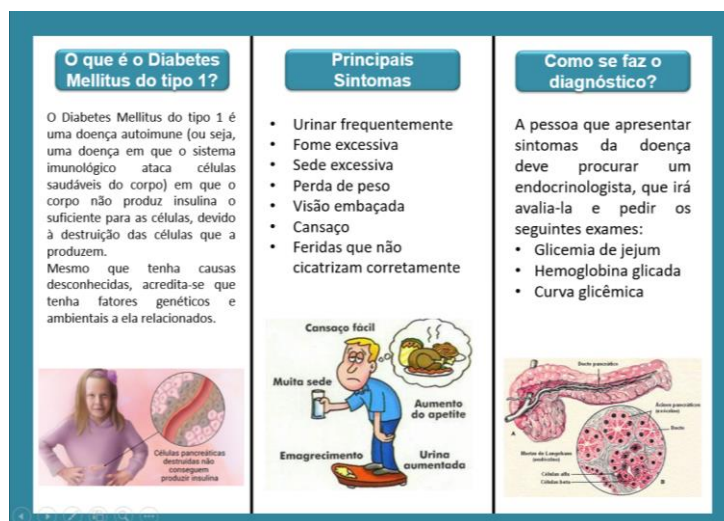 O que é o Diabetes
Mellitus do tipo 1?
O Diabetes Mellitus do tipo 1 é
uma doença autoimune (ou seja,
uma doença em que o sistema
imunológico ataca células
saudáveis do corpo) em que o
corpo não produz insulina o
suficiente para as células, devido
à destruição das células que a
produzem.
Mesmo que tenha causas
desconhecidas, acredita-se que
tenha fatores genéticos e
ambientais a ela relacionados.
Células pancreáticas
destruidas não
conseguem
produzir insulina
Principais
Sintomas
• Urinar frequentemente
• Fome excessiva
• Sede excessiva
• Perda de peso
• Visão embaçada
• Cansaço
• Feridas que não
cicatrizam corretamente
Cansaço fácil
Muita sede
Aumento
do apetite
Emagrecimento
Urina
aumentada
Como se faz o
diagnóstico?
A pessoa que apresentar
sintomas da doença
deve procurar um
endocrinologista, que irá
avalia-la e pedir os
seguintes exames:
• Glicemia de jejum
• Hemoglobina glicada
• Curva glicêmica
Ducto pancreático
Ácinos pancreáticos
Ducto
A
Células alfa
Células beta
B